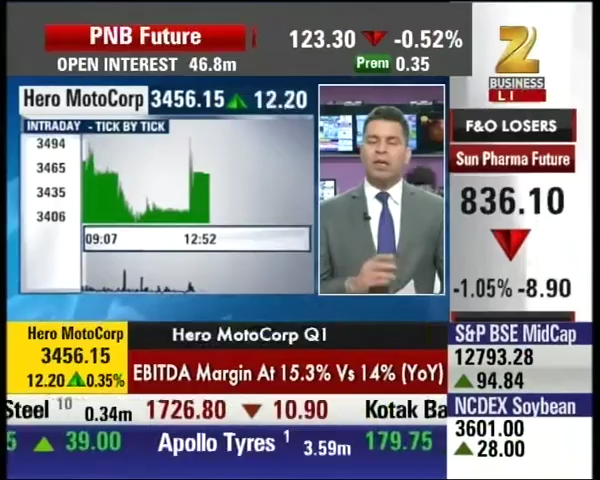 PNB Future
123.30 -0.52%
OPEN INTEREST 46.8m
Prem 0.35
Z
BUSINESS
LI
Hero MotoCorp 3456.15 12.20
INTRADAY - TICK BY TICK
3494
3465
3435
3406
09:07 12:52
F&O LOSERS
Sun Pharma Future
836.10
-1.05% -8.90
Hero MotoCorp
3456.15
12.20 0.35%
Hero MotoCorp Q1
EBITDA Margin At 15.3% Vs 14% (YoY)
S&P BSE MidCap
12793.28
94.84
NCDEX Soybean
3601.00
28.00
Steel 10 0.34m 1726.80 10.90 Kotak Ba
5 39.00 Apollo Tyres 1 3.59m 179.75